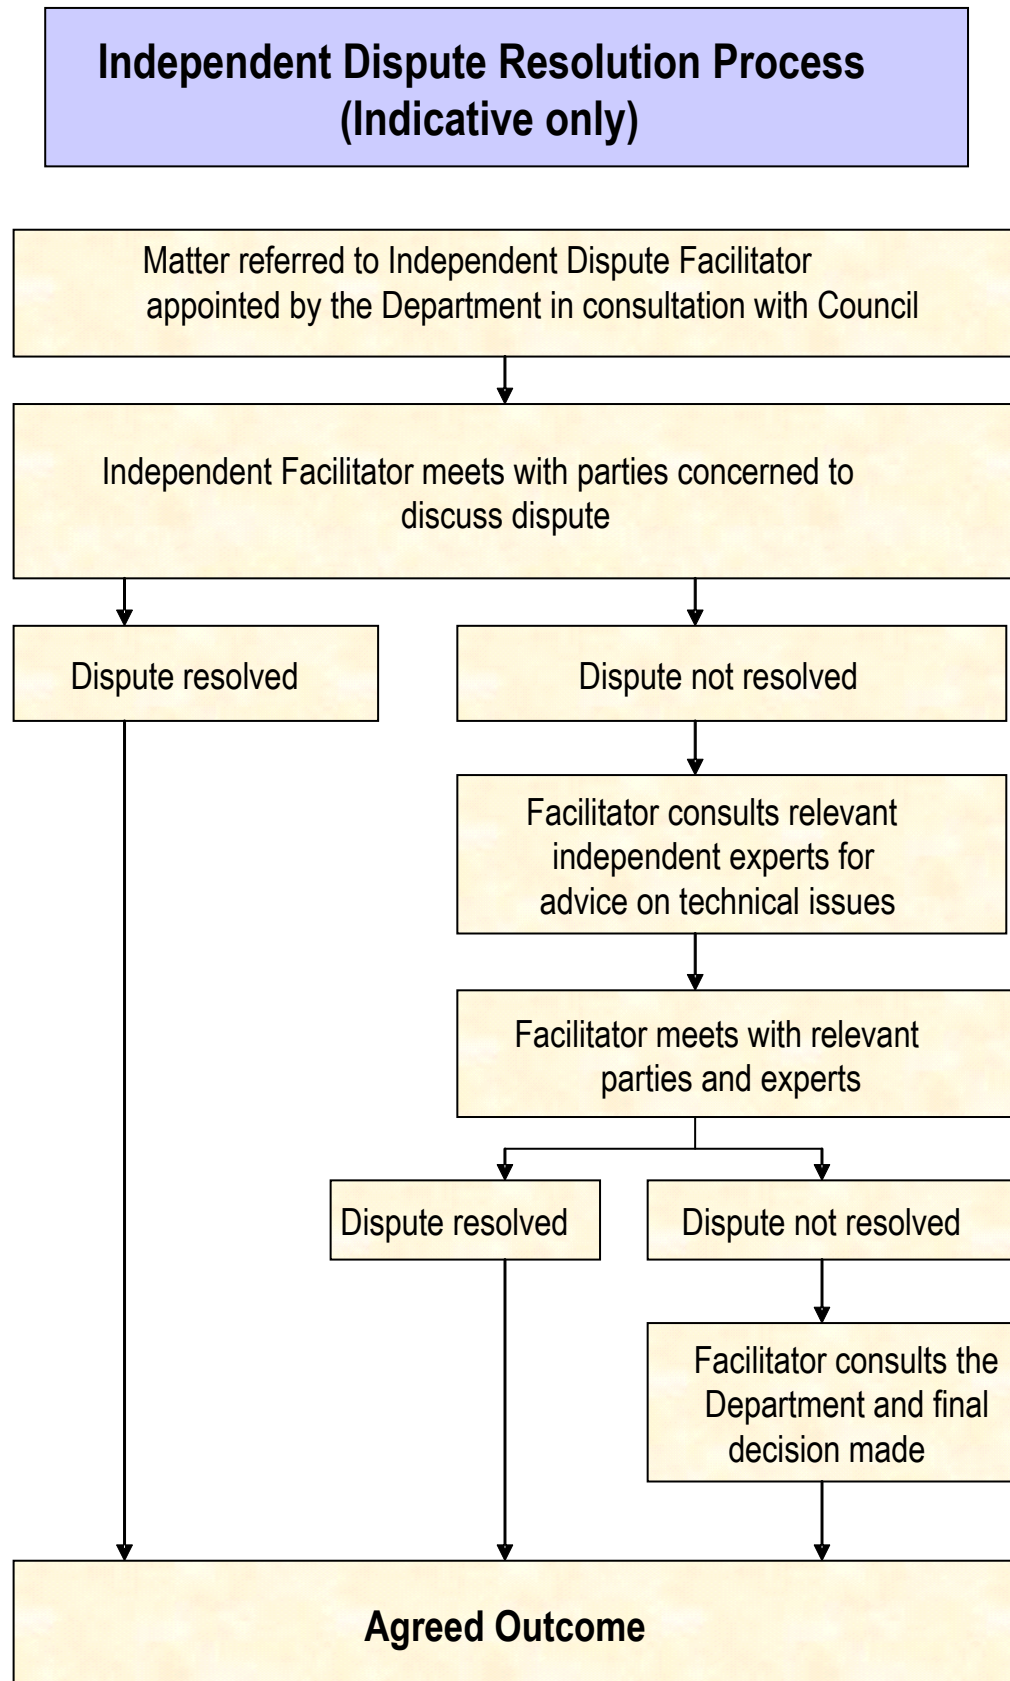 Independent Dispute Resolution Process
(Indicative only)
Matter referred to Independent Dispute Facilitator
appointed by the Department in consultation with Council
Independent Facilitator meets with parties concerned to
discuss dispute
Dispute resolved
Dispute not resolved
Facilitator consults relevant
independent experts for
advice on technical issues
Facilitator meets with relevant
parties and experts
Dispute resolved
Dispute not resolved
Facilitator consults the
Department and final
decision made
Agreed Outcome